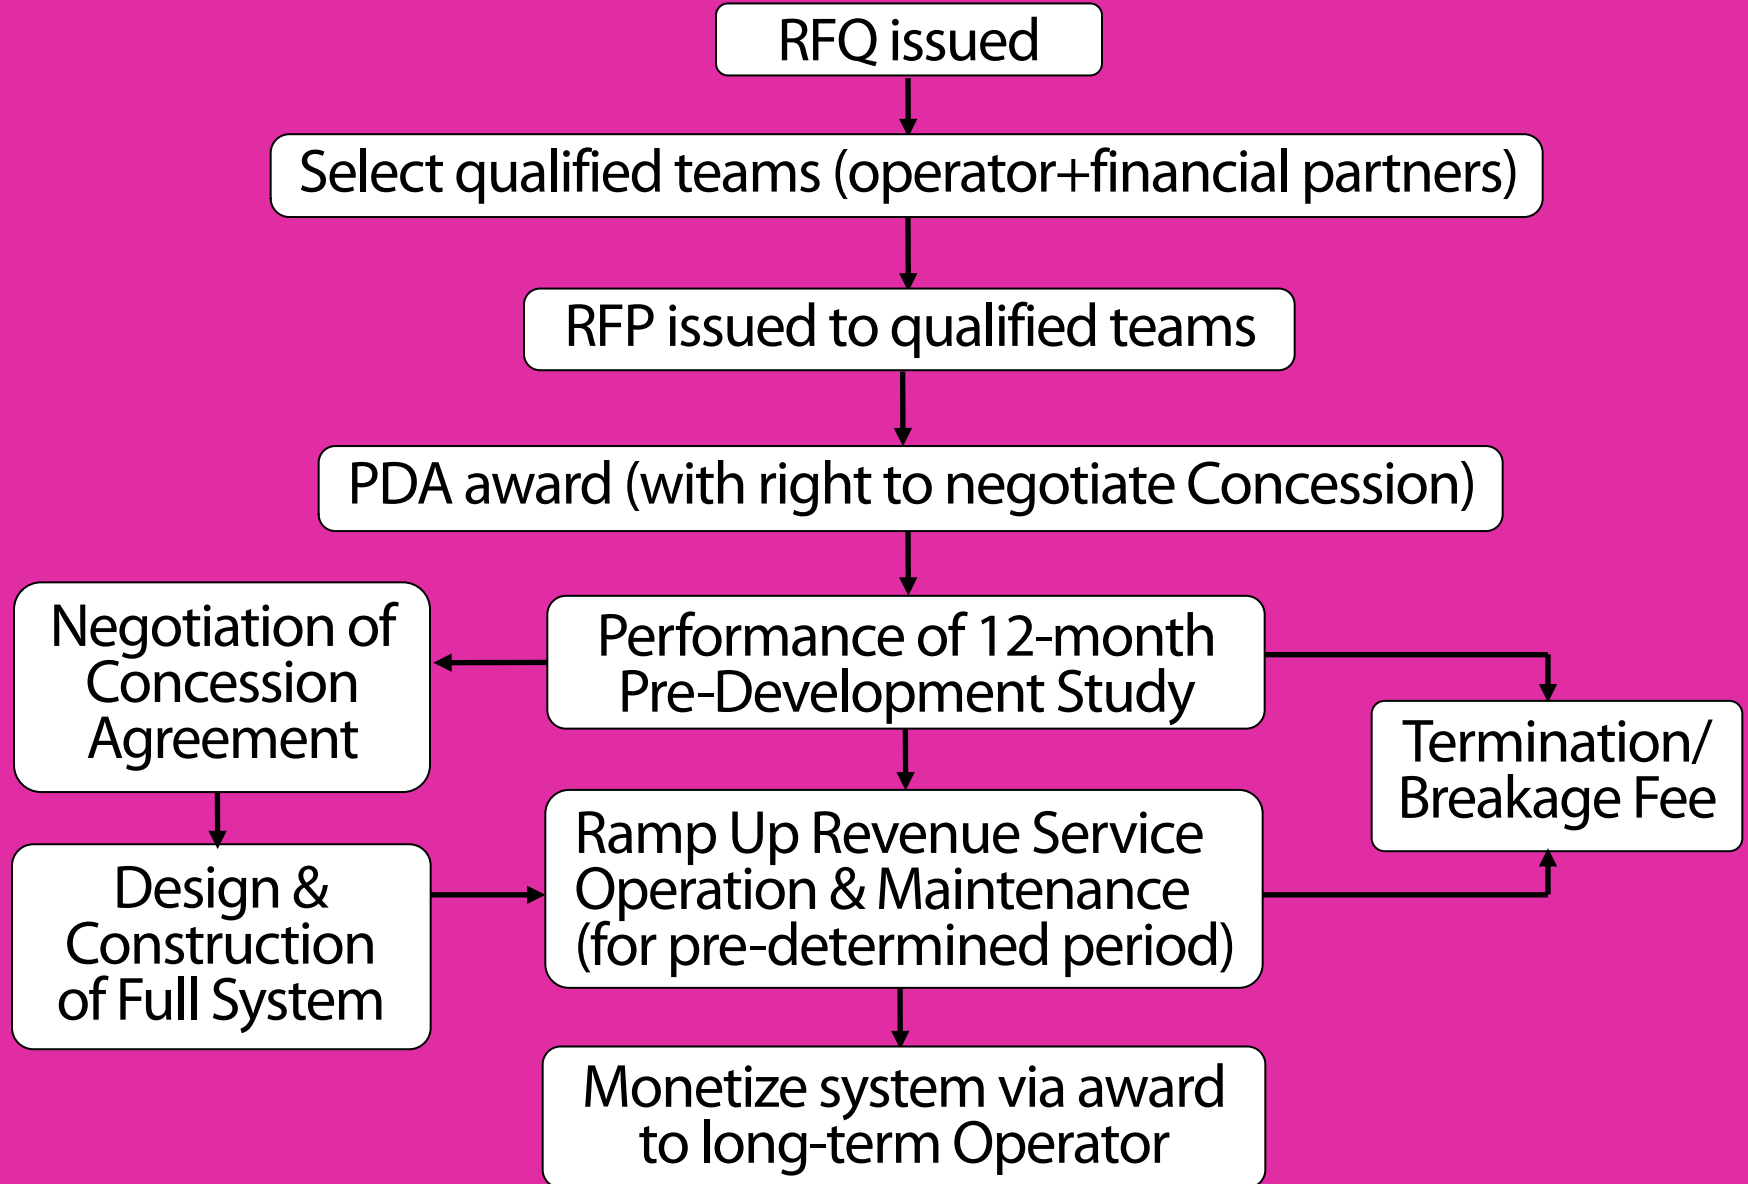 RFQ issued
Select qualified teams (operator+financial partners)
RFP issued to qualified teams
PDA award (with right to negotiate Concession)
Negotiation of
Concession
Agreement
Performance of 12-month
Pre-Development Study
Termination/
Breakage Fee
Design &
Construction
of Full System
Ramp Up Revenue Service
Operation & Maintenance
(for pre-determined period)
Monetize system via award
to long-term Operator